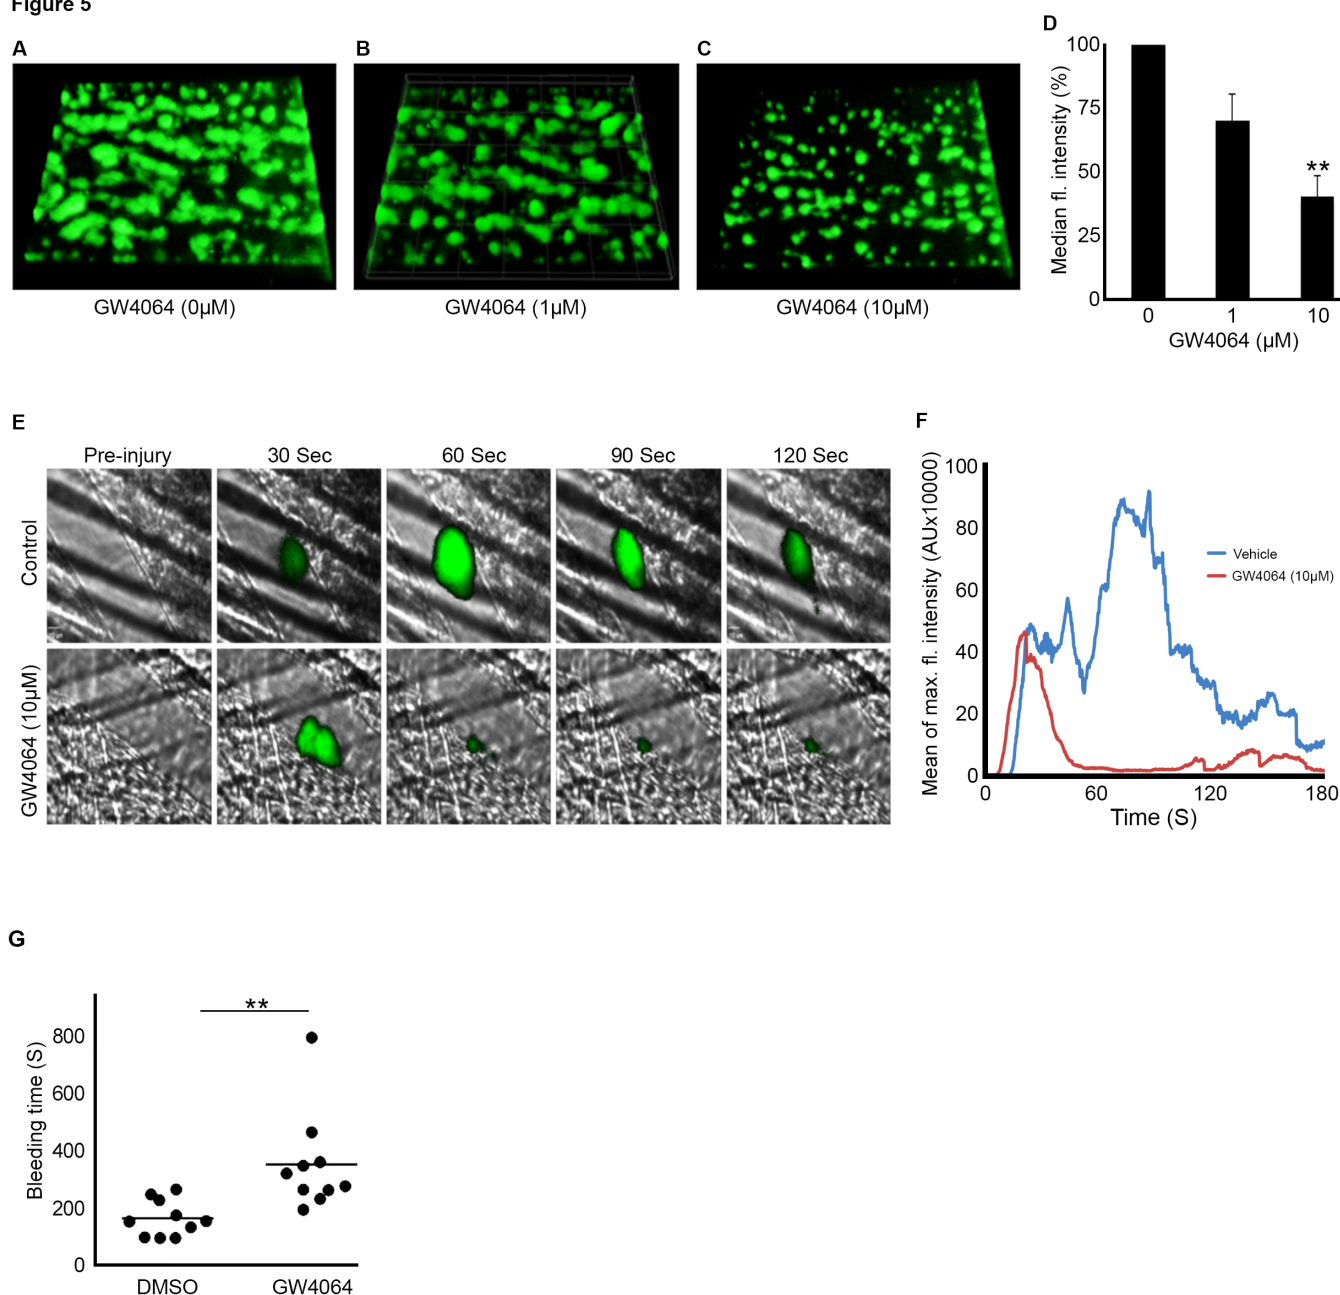 Figure 5
A
B
C
D
GW4064 (0µM)
GW4064 (1µM)
GW4064 (10µM)
Median fl. intensity (%)
100
75
50
25
0
**
0
1
10
GW4064 (µM)
E
Pre-injury
30 Sec
60 Sec
90 Sec
120 Sec
Control
GW4064 (10µM)
F
Mean of max. fl. intensity (AUx10000)
100
80
60
40
20
0
Vehicle
GW4064 (10µM)
0
60
120
180
Time (S)
G
**
Bleeding time (S)
800
600
400
200
0
DMSO
GW4064